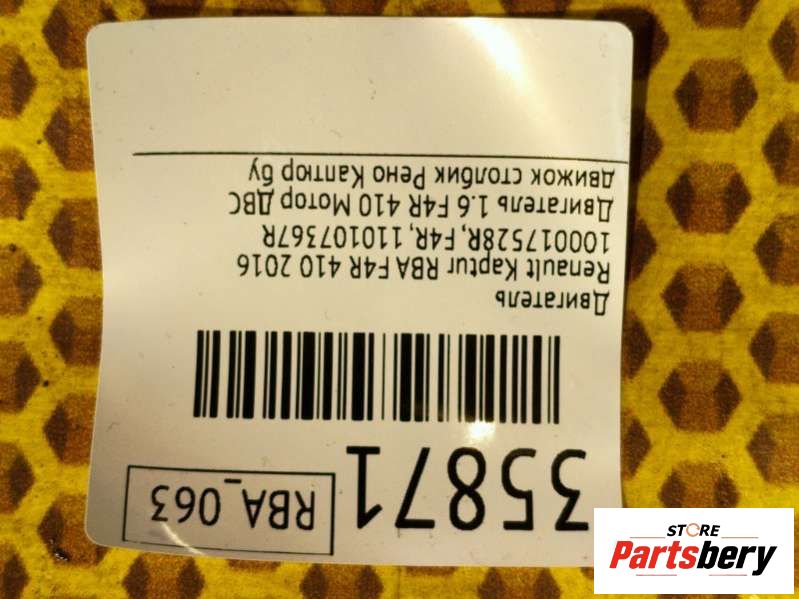 35871
RBA_063
Двигатель
Renault Kaptur RBA F4R 410 2016
100017528R, F4R, 110107367R
Двигатель 1.6 F4R 410 Мотор ДВС
движок столбик Рено Каптюр бу
STORE
Partsbery